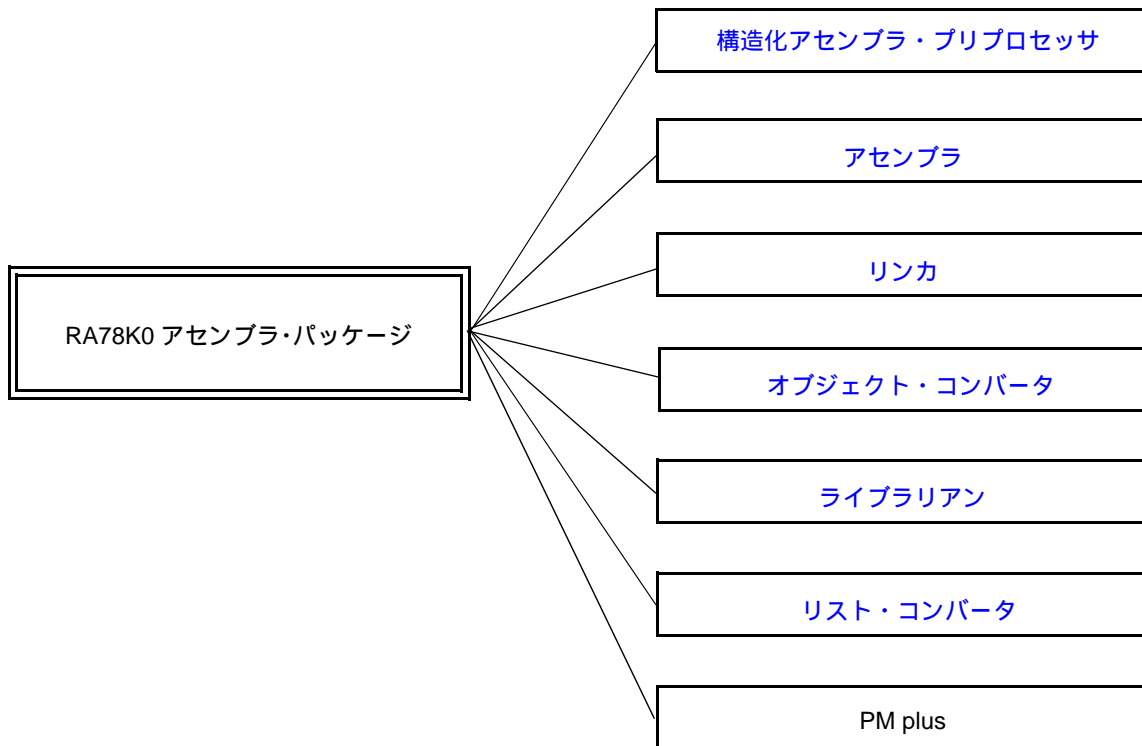 構造化アセンブラ・プリプロセッサ
アセンブラ
リンカ
RA78K0 アセンブラ・パッケージ
オブジェクト・コンバータ
ライブラリアン
リスト・コンバータ
PM plus